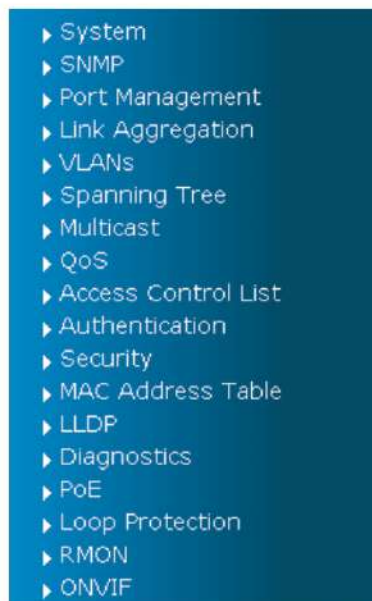 System
SNMP
Port Management
Link Aggregation
VLANs
Spanning Tree
Multicast
QoS
Access Control List
Authentication
Security
MAC Address Table
LLDP
Diagnostics
PoE
Loop Protection
RMON
ONVIF